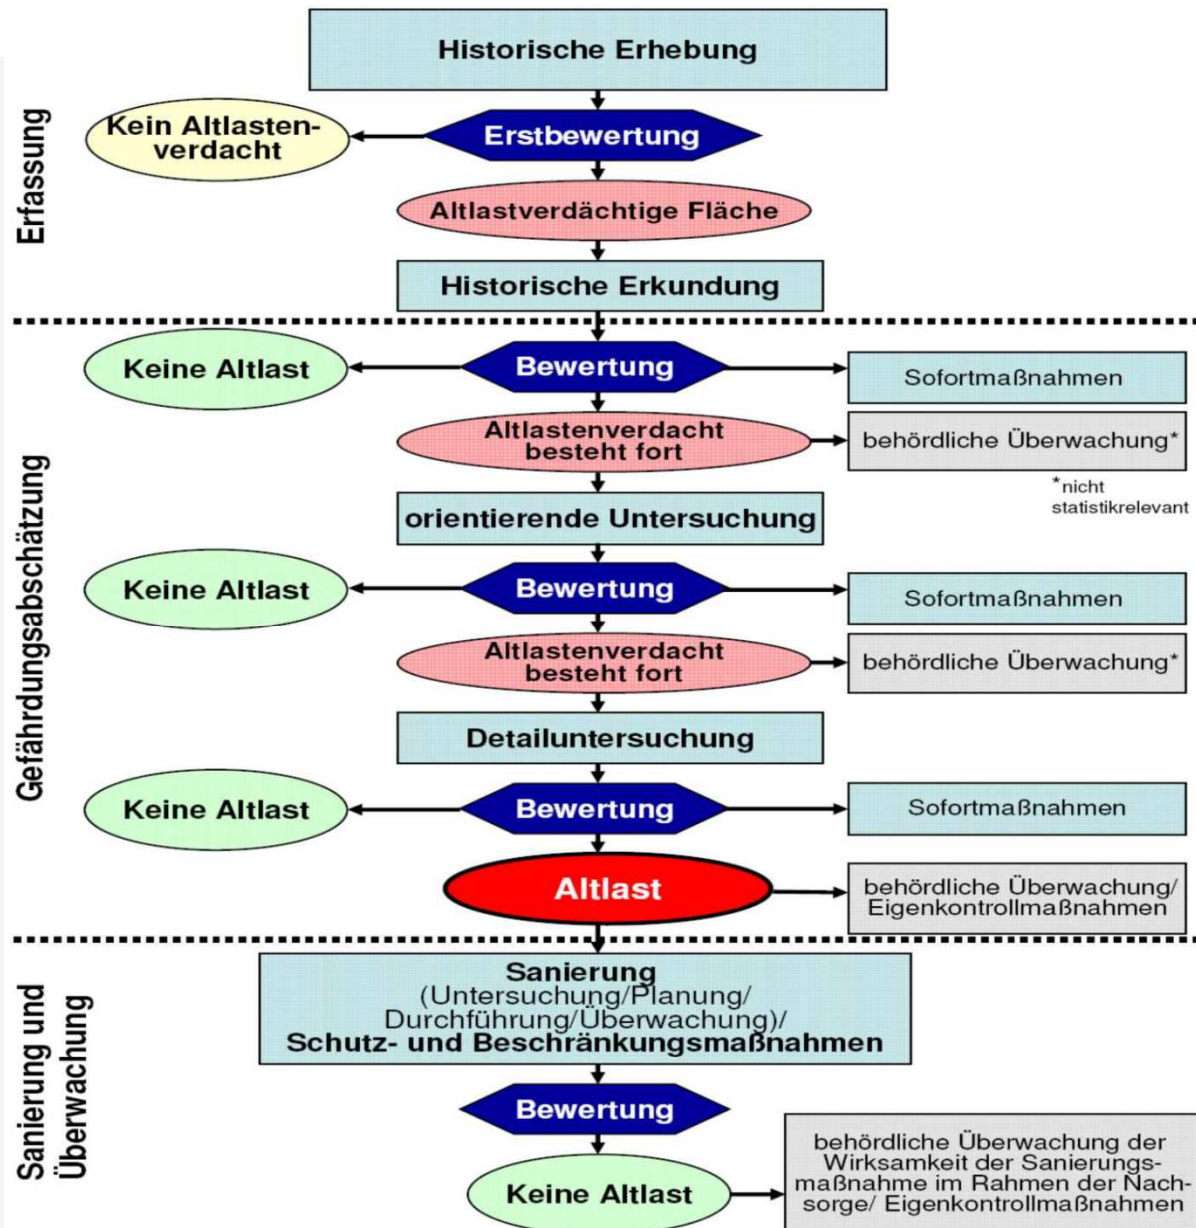 Erfassung
Historische Erhebung
Kein Altlasten-
verdacht
Erstbewertung
Altlastverdächtige Fläche
Historische Erkundung
Gefährdungsabschätzung
Keine Altlast
Bewertung
Sofortmaßnahmen
Altlastenverdacht
besteht fort
behördliche Überwachung*
*nicht
statistikrelevant
orientierende Untersuchung
Keine Altlast
Bewertung
Sofortmaßnahmen
Altlastenverdacht
besteht fort
behördliche Überwachung*
Detailuntersuchung
Keine Altlast
Bewertung
Sofortmaßnahmen
Altlast
behördliche Überwachung/
Eigenkontrollmaßnahmen
Sanierung und
Überwachung
Sanierung
(Untersuchung/Planung/
Durchführung/Überwachung)/
Schutz- und Beschränkungsmaßnahmen
Bewertung
Keine Altlast
behördliche Überwachung der
Wirksamkeit der Sanierungs-
maßnahme im Rahmen der Nach-
sorge/ Eigenkontrollmaßnahmen